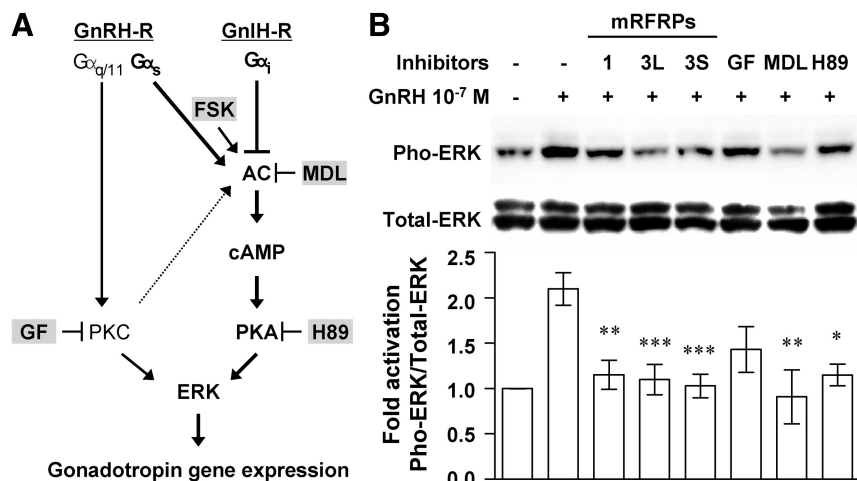 A
GnRH-R GnIH-R
Gαq/11 Gαs Gαi
FSK
AC MDL
cAMP
GF PKC PKA H89
ERK
Gonadotropin gene expression
B
mRFRPs
Inhibitors - - 1 3L 3S GF MDL H89
GnRH 10⁻⁷ M - + + + + + + +
Pho-ERK
Total-ERK
Fold activation
Pho-ERK/Total-ERK
2.5
2.0
1.5
1.0
0.5
0.0
** *** *** ** *